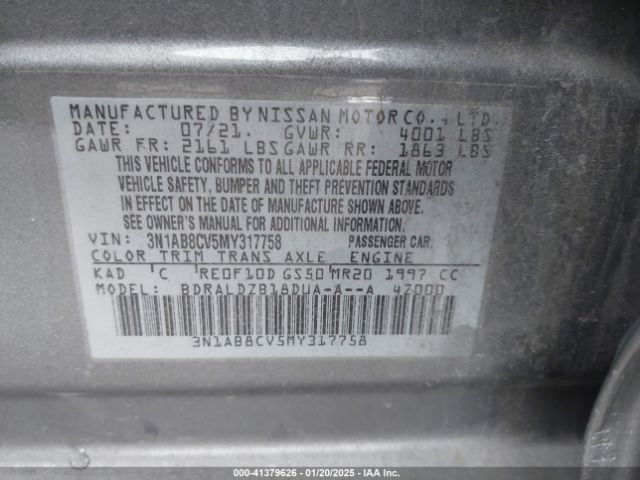 MANUFACTURED BY NISSAN MOTOR CO., LTD.
DATE: 07/21. GVWR: 4001 LBS
GAWR FR: 2161 LBS GAWR RR: 1863 LBS
THIS VEHICLE CONFORMS TO ALL APPLICABLE FEDERAL MOTOR
VEHICLE SAFETY, BUMPER AND THEFT PREVENTION STANDARDS
IN EFFECT ON THE DATE OF MANUFACTURE SHOWN ABOVE.
SEE OWNER'S MANUAL FOR ADDITIONAL INFORMATION.
VIN: 3N1AB8CV5MY317758 PASSENGER CAR.
COLOR TRIM TRANS AXLE ENGINE
KAD 'C RE0F10D GS50 MR20 1997 CC
MODEL: BDRALDZB18DUA-A--A 4Z000
3N1AB8CV5MY317758
000-41379626 - 01/20/2025 - IAA Inc.